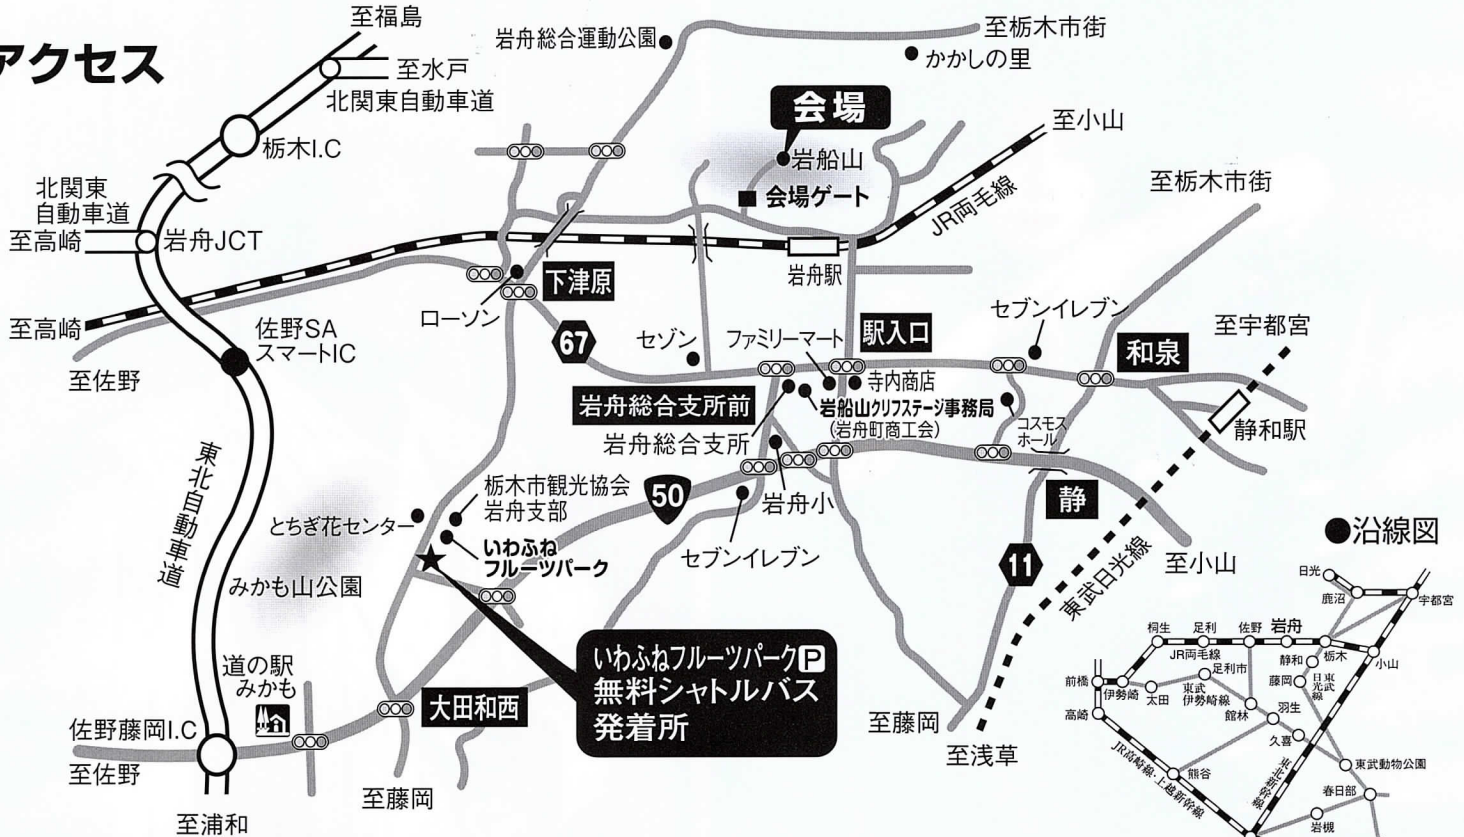 アクセス
至福島
至水戸
北関東自動車道
栃木I.C
北関東
自動車道
至高崎
岩舟JCT
至高崎
至佐野
佐野SA
スマートIC
東北自動車道
岩舟総合運動公園
至栃木市街
かかしの里
会場
岩船山
会場ゲート
至小山
JR両毛線
岩舟駅
至栃木市街
下津原
ローソン
67
セゾン
ファミリーマート
駅入口
セブンイレブン
和泉
至宇都宮
寺内商店
岩舟総合支所前
岩船山クリフステージ事務局
(岩舟町商工会)
岩舟総合支所
コスモス
ホール
静和駅
静
岩舟小
50
セブンイレブン
11
東武日光線
至小山
栃木市観光協会
岩舟支部
とちぎ花センター
いわふね
フルーツパーク
みかも山公園
いわふねフルーツパークP
無料シャトルバス
発着所
道の駅
みかも
大田和西
佐野藤岡I.C
至佐野
至浦和
至藤岡
至藤岡
至浅草
●沿線図
日光
鹿沼
宇都宮
桐生
足利
佐野
岩舟
JR両毛線
足利市
静和
栃木
小山
前橋
伊勢崎
太田
東武
伊勢崎線
藤岡
東武
日光線
高崎
館林
羽生
久喜
JR高崎線・上越新幹線
熊谷
東北新幹線
東武動物公園
春日部
岩槻